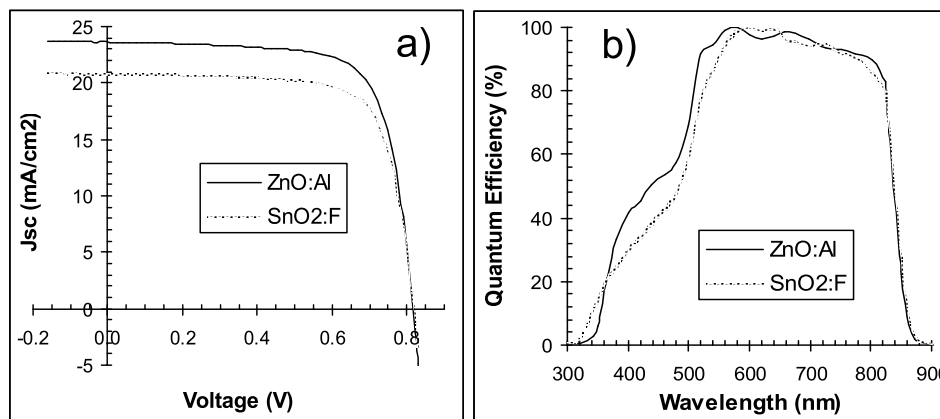 a)
25
20
15
10
5
0
-5
-0.2
0.0
0.2
0.4
0.6
0.8
Jsc (mA/cm2)
Voltage (V)
ZnO:Al
SnO2:F
b)
100
80
60
40
20
0
300
400
500
600
700
800
900
Quantum Efficiency (%)
Wavelength (nm)
ZnO:Al
SnO2:F